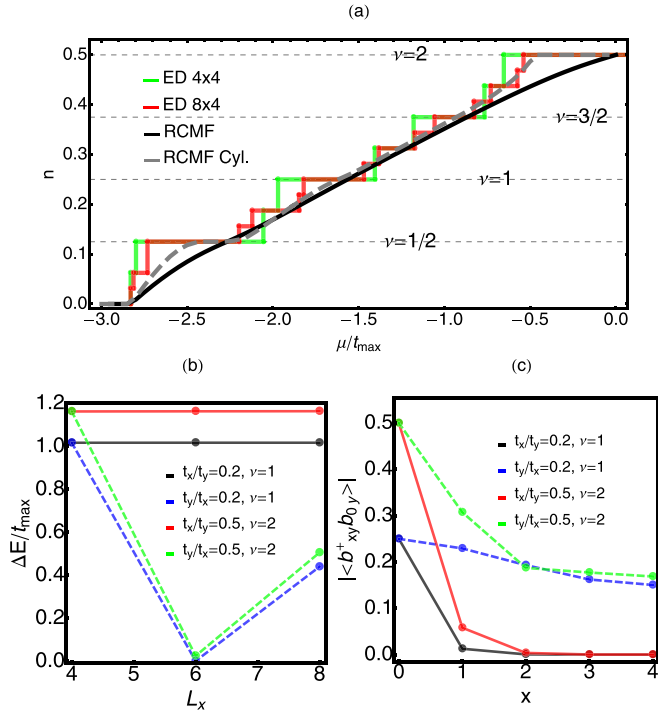 (a)
0.5
0.4
0.3
0.2
0.1
0.0
n
ED 4x4
ED 8x4
RCMF
RCMF Cyl.
ν=2
ν=3/2
ν=1
ν=1/2
−3.0 −2.5 −2.0 −1.5 −1.0 −0.5 0.0
μ/t_max
(b)
1.2
1.0
0.8
0.6
0.4
0.2
0.0
ΔE/t_max
t_x/t_y=0.2, ν=1
t_y/t_x=0.2, ν=1
t_x/t_y=0.5, ν=2
t_y/t_x=0.5, ν=2
4 5 6 7 8
L_x
(c)
0.5
0.4
0.3
0.2
0.1
0.0
|<b⁺_xy b_0y>|
t_x/t_y=0.2, ν=1
t_y/t_x=0.2, ν=1
t_x/t_y=0.5, ν=2
t_y/t_x=0.5, ν=2
0 1 2 3 4
x